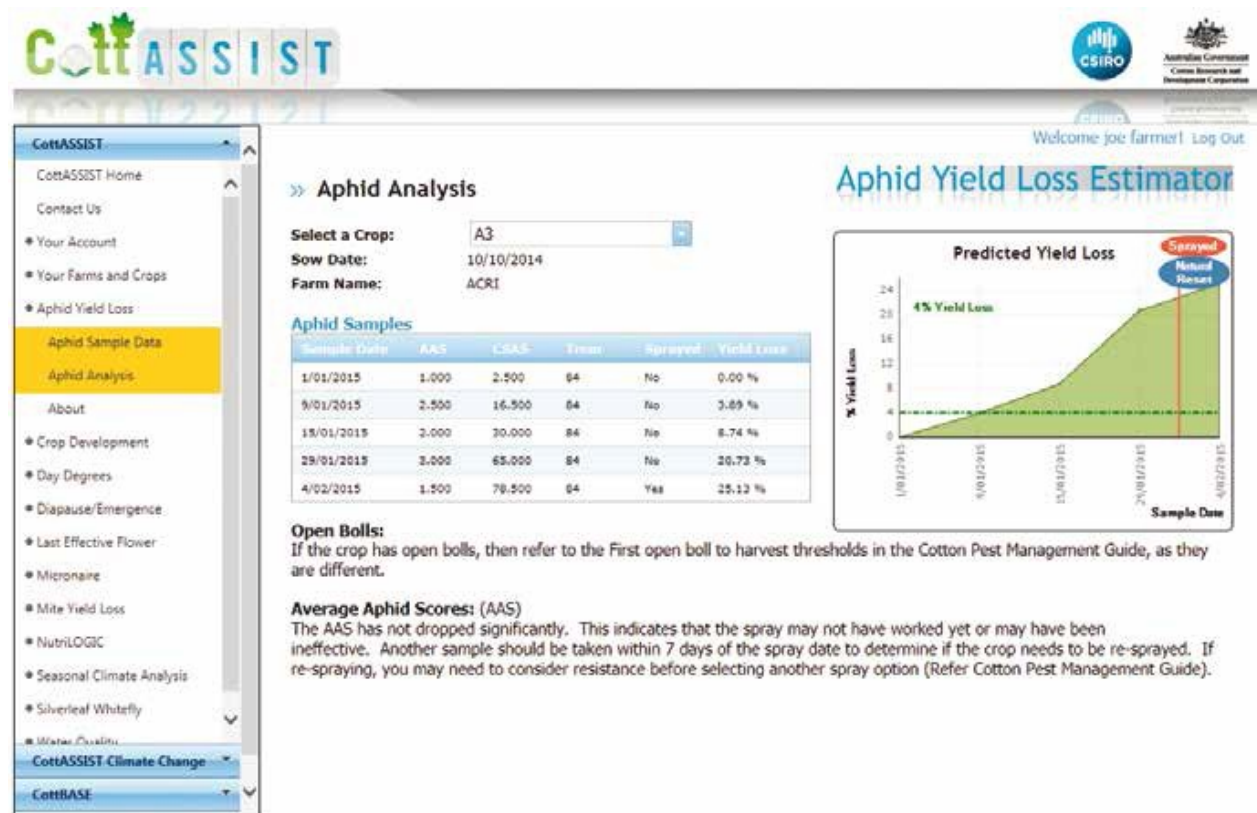 CottASSIST
CSIRO
Australian Government
Cotton Research and
Development Corporation
Welcome joe farmer! Log Out
CottASSIST
CottASSIST Home
Contact Us
Your Account
Your Farms and Crops
Aphid Yield Loss
Aphid Sample Data
Aphid Analysis
About
Crop Development
Day Degrees
Diapause/Emergence
Last Effective Flower
Micronaire
Mite Yield Loss
NutriLOGIC
Seasonal Climate Analysis
Silverleaf Whitefly
Water Quality
CottASSIST Climate Change
CottBASE
» Aphid Analysis
Select a Crop: A3
Sow Date: 10/10/2014
Farm Name: ACRI
Aphid Samples
Sample Date AAS CSAS Trem Sprayed Yield Loss
1/01/2015 1.000 2.500 84 No 0.00 %
9/01/2015 2.500 16.500 84 No 3.89 %
15/01/2015 2.000 30.000 84 No 8.74 %
29/01/2015 3.000 65.000 84 No 20.73 %
4/02/2015 1.500 78.500 84 Yes 25.13 %
Aphid Yield Loss Estimator
Predicted Yield Loss
Sprayed
Natural
Reset
4% Yield Loss
% Yield Loss
24
20
16
12
8
4
0
1/01/2015
9/01/2015
15/01/2015
29/01/2015
4/02/2015
Sample Date
Open Bolls:
If the crop has open bolls, then refer to the First open boll to harvest thresholds in the Cotton Pest Management Guide, as they
are different.
Average Aphid Scores: (AAS)
The AAS has not dropped significantly. This indicates that the spray may not have worked yet or may have been
ineffective. Another sample should be taken within 7 days of the spray date to determine if the crop needs to be re-sprayed. If
re-spraying, you may need to consider resistance before selecting another spray option (Refer Cotton Pest Management Guide).